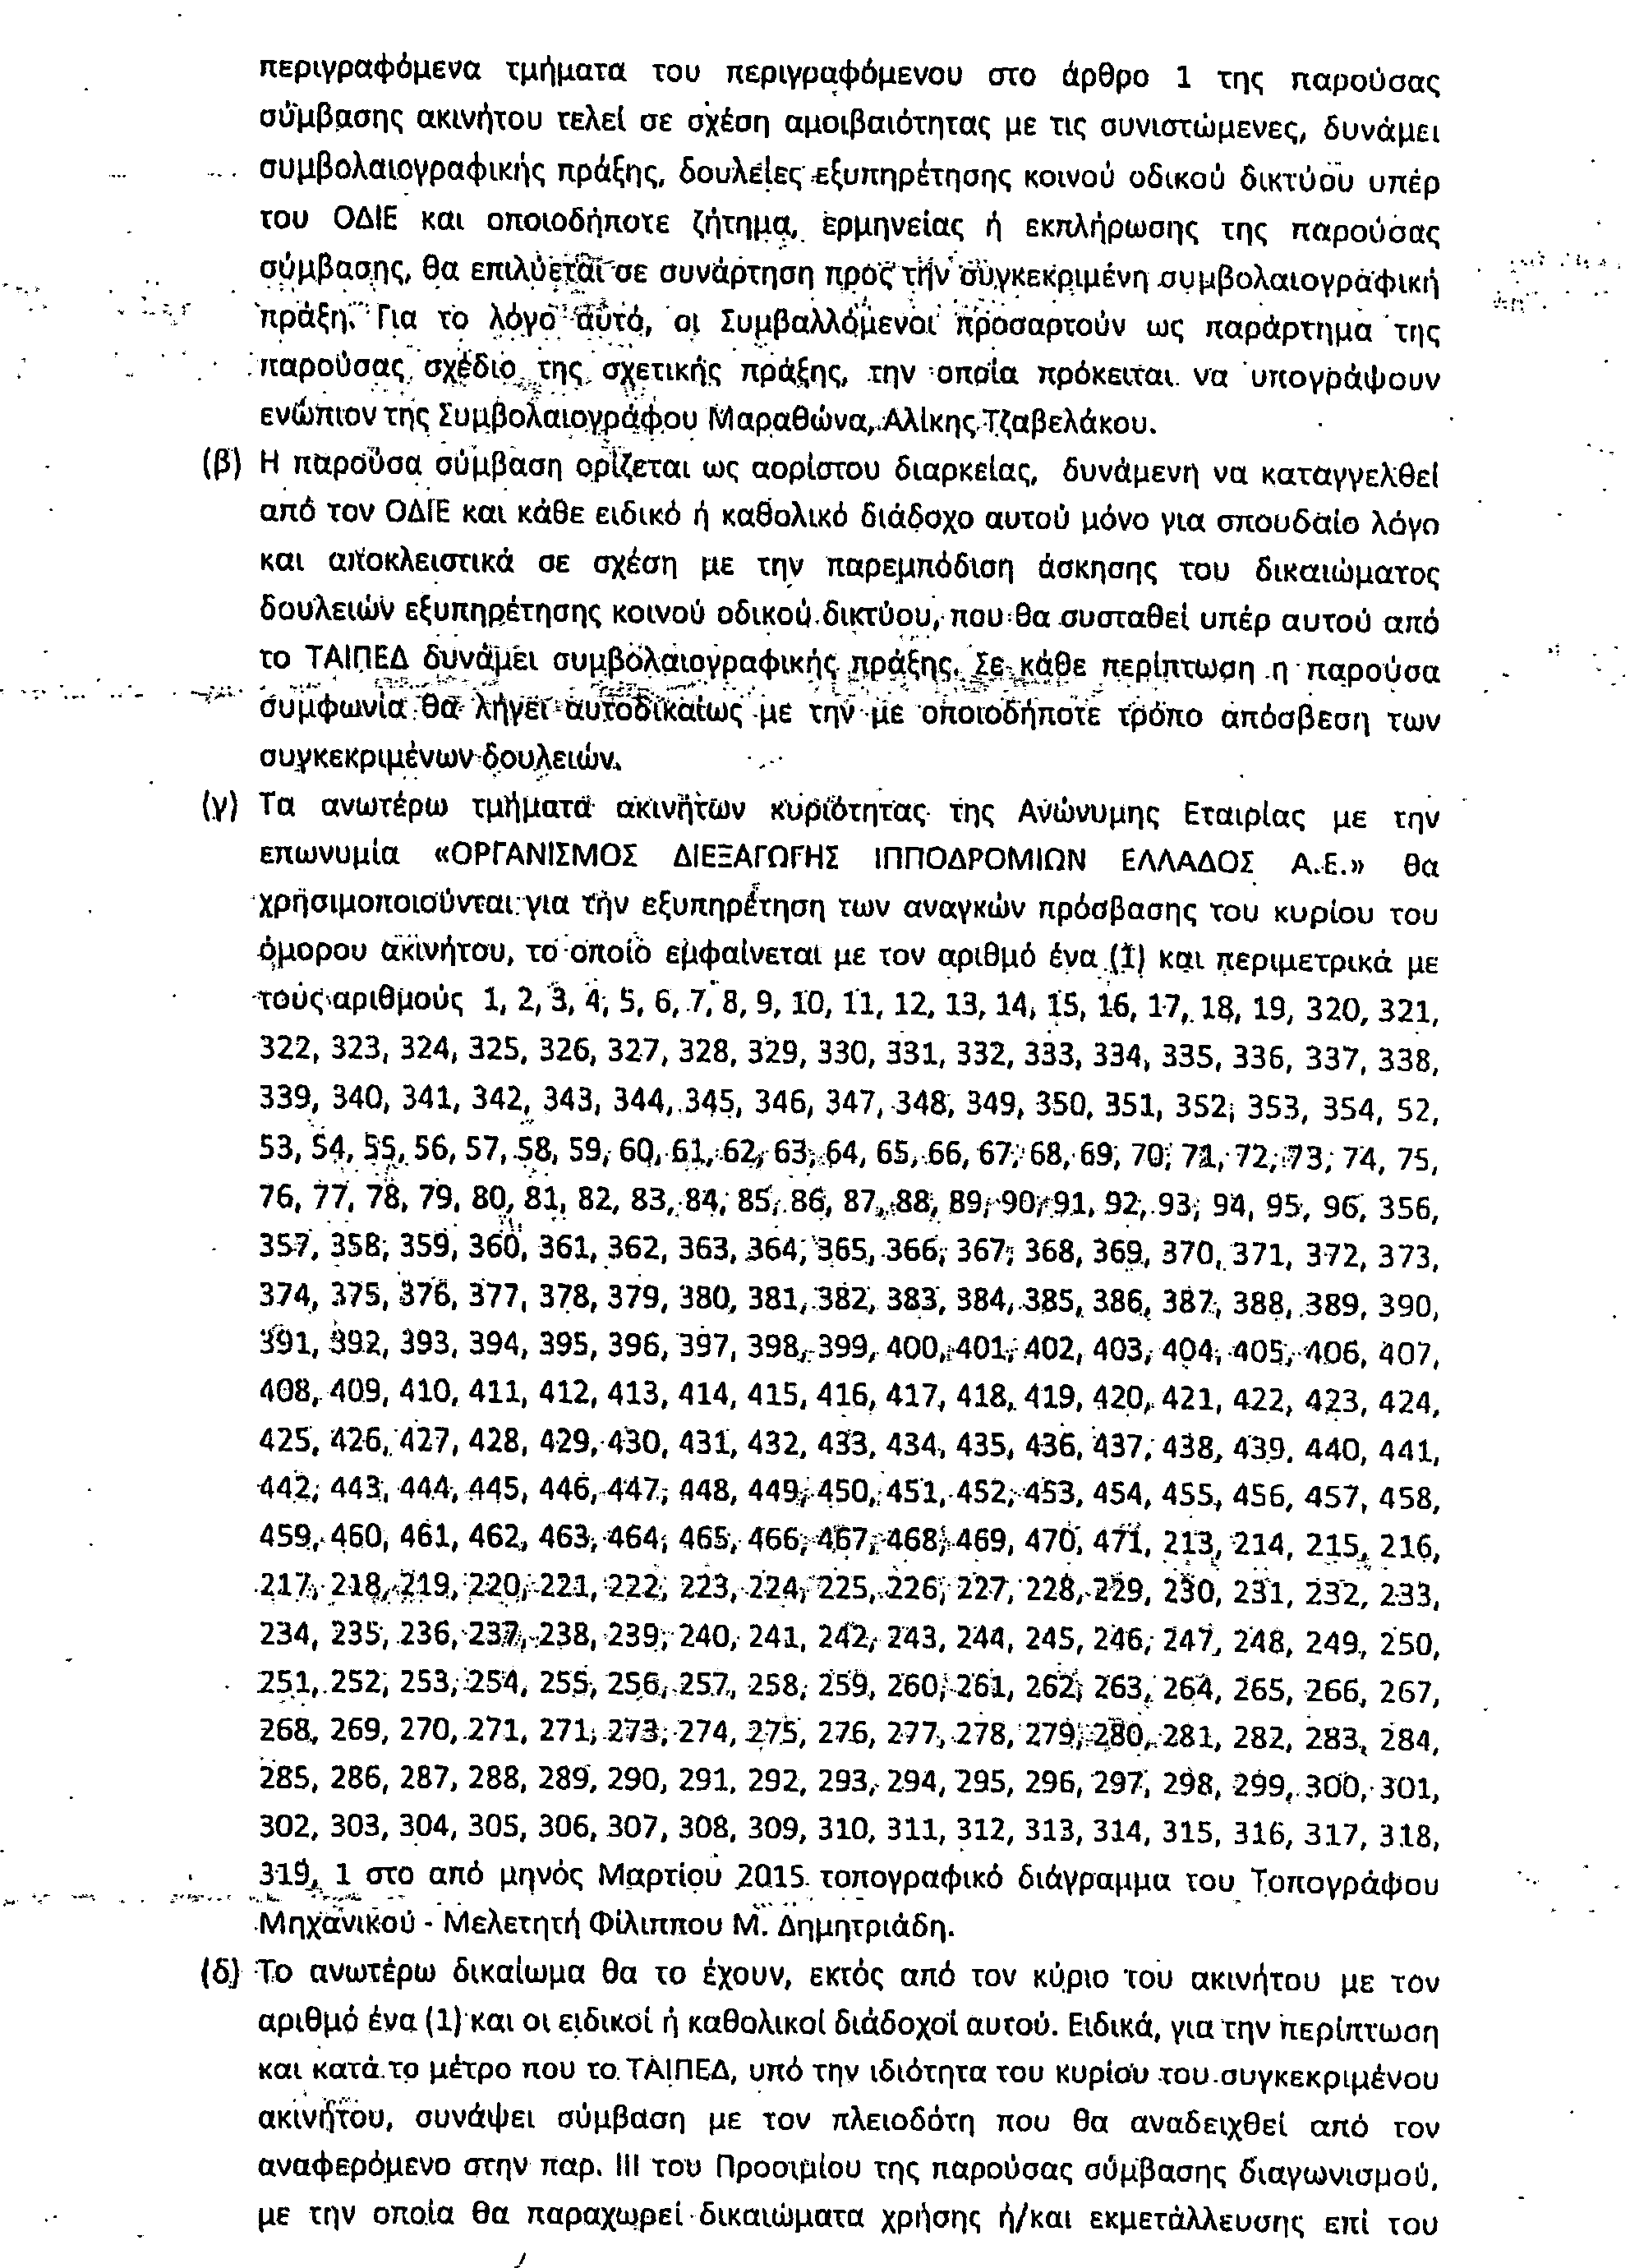 περιγραφόμενα τμήματα του περιγραφόμενου στο άρθρο 1 της παρούσας
σύμβασης ακινήτου τελεί σε σχέση αμοιβαιότητας με τις συνιστώμενες, δυνάμει
συμβολαιογραφικής πράξης, δουλείες εξυπηρέτησης κοινού οδικού δικτύου υπέρ
του ΟΔΙΕ και οποιοδήποτε ζήτημα, ερμηνείας ή εκπλήρωσης της παρούσας
σύμβασης, θα επιλύεται σε συνάρτηση προς την συγκεκριμένη συμβολαιογραφική
πράξη. Για το λόγο αυτό, οι Συμβαλλόμενοι προσαρτούν ως παράρτημα της
παρούσας σχέδιο της σχετικής πράξης, την οποία πρόκειται να υπογράψουν
ενώπιον της Συμβολαιογράφου Μαραθώνα, Αλίκης Τζαβελάκου.
(β) Η παρούσα σύμβαση ορίζεται ως αορίστου διαρκείας, δυνάμενη να καταγγελθεί
από τον ΟΔΙΕ και κάθε ειδικό ή καθολικό διάδοχο αυτού μόνο για σπουδαίο λόγο
και αποκλειστικά σε σχέση με την παρεμπόδιση άσκησης του δικαιώματος
δουλειών εξυπηρέτησης κοινού οδικού δικτύου, που θα συσταθεί υπέρ αυτού από
το ΤΑΙΠΕΔ δυνάμει συμβολαιογραφικής πράξης. Σε κάθε περίπτωση η παρούσα
συμφωνία θα λήγει αυτοδικαίως με την με οποιοδήποτε τρόπο απόσβεση των
συγκεκριμένων δουλειών.
(γ) Τα ανωτέρω τμήματα ακινήτων κυριότητας της Ανώνυμης Εταιρίας με την
επωνυμία «ΟΡΓΑΝΙΣΜΟΣ ΔΙΕΞΑΓΩΓΗΣ ΙΠΠΟΔΡΟΜΙΩΝ ΕΛΛΑΔΟΣ Α.Ε.» θα
χρησιμοποιούνται για την εξυπηρέτηση των αναγκών πρόσβασης του κυρίου του
όμορου ακινήτου, το οποίο εμφαίνεται με τον αριθμό ένα (1) και περιμετρικά με
τους αριθμούς 1, 2, 3, 4, 5, 6, 7, 8, 9, 10, 11, 12, 13, 14, 15, 16, 17, 18, 19, 320, 321,
322, 323, 324, 325, 326, 327, 328, 329, 330, 331, 332, 333, 334, 335, 336, 337, 338,
339, 340, 341, 342, 343, 344, 345, 346, 347, 348, 349, 350, 351, 352, 353, 354, 52,
53, 54, 55, 56, 57, 58, 59, 60, 61, 62, 63, 64, 65, 66, 67, 68, 69, 70, 71, 72, 73, 74, 75,
76, 77, 78, 79, 80, 81, 82, 83, 84, 85, 86, 87, 88, 89, 90, 91, 92, 93, 94, 95, 96, 356,
357, 358, 359, 360, 361, 362, 363, 364, 365, 366, 367, 368, 369, 370, 371, 372, 373,
374, 375, 376, 377, 378, 379, 380, 381, 382, 383, 384, 385, 386, 387, 388, 389, 390,
391, 392, 393, 394, 395, 396, 397, 398, 399, 400, 401, 402, 403, 404, 405, 406, 407,
408, 409, 410, 411, 412, 413, 414, 415, 416, 417, 418, 419, 420, 421, 422, 423, 424,
425, 426, 427, 428, 429, 430, 431, 432, 433, 434, 435, 436, 437, 438, 439, 440, 441,
442, 443, 444, 445, 446, 447, 448, 449, 450, 451, 452, 453, 454, 455, 456, 457, 458,
459, 460, 461, 462, 463, 464, 465, 466, 467, 468, 469, 470, 471, 213, 214, 215, 216,
217, 218, 219, 220, 221, 222, 223, 224, 225, 226, 227, 228, 229, 230, 231, 232, 233,
234, 235, 236, 237, 238, 239, 240, 241, 242, 243, 244, 245, 246, 247, 248, 249, 250,
251, 252, 253, 254, 255, 256, 257, 258, 259, 260, 261, 262, 263, 264, 265, 266, 267,
268, 269, 270, 271, 271, 273, 274, 275, 276, 277, 278, 279, 280, 281, 282, 283, 284,
285, 286, 287, 288, 289, 290, 291, 292, 293, 294, 295, 296, 297, 298, 299, 300, 301,
302, 303, 304, 305, 306, 307, 308, 309, 310, 311, 312, 313, 314, 315, 316, 317, 318,
319, 1 στο από μηνός Μαρτίου 2015 τοπογραφικό διάγραμμα του Τοπογράφου
Μηχανικού - Μελετητή Φίλιππου Μ. Δημητριάδη.
(δ) Το ανωτέρω δικαίωμα θα το έχουν, εκτός από τον κύριο του ακινήτου με τον
αριθμό ένα (1) και οι ειδικοί ή καθολικοί διάδοχοί αυτού. Ειδικά, για την περίπτωση
και κατά το μέτρο που το ΤΑΙΠΕΔ, υπό την ιδιότητα του κυρίου του συγκεκριμένου
ακινήτου, συνάψει σύμβαση με τον πλειοδότη που θα αναδειχθεί από τον
αναφερόμενο στην παρ. ΙΙΙ του Προοιμίου της παρούσας σύμβασης διαγωνισμού,
με την οποία θα παραχωρεί δικαιώματα χρήσης ή/και εκμετάλλευσης επί του